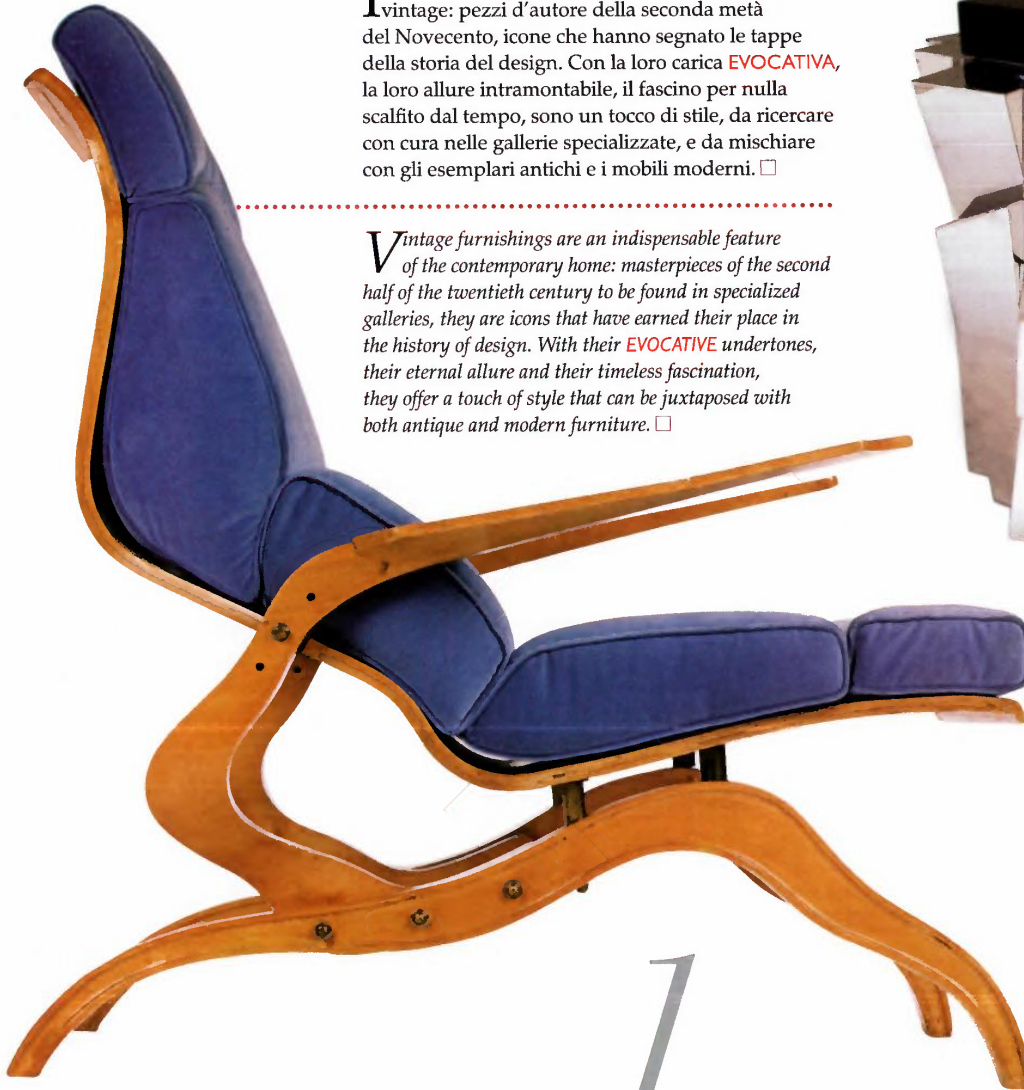 vintage: pezzi d'autore della seconda metà
del Novecento, icone che hanno segnato le tappe
della storia del design. Con la loro carica EVOCATIVA,
la loro allure intramontabile, il fascino per nulla
scalfito dal tempo, sono un tocco di stile, da ricercare
con cura nelle gallerie specializzate, e da mischiare
con gli esemplari antichi e i mobili moderni. □
Vintage furnishings are an indispensable feature
of the contemporary home: masterpieces of the second
half of the twentieth century to be found in specialized
galleries, they are icons that have earned their place in
the history of design. With their EVOCATIVE undertones,
their eternal allure and their timeless fascination,
they offer a touch of style that can be juxtaposed with
both antique and modern furniture. □
1